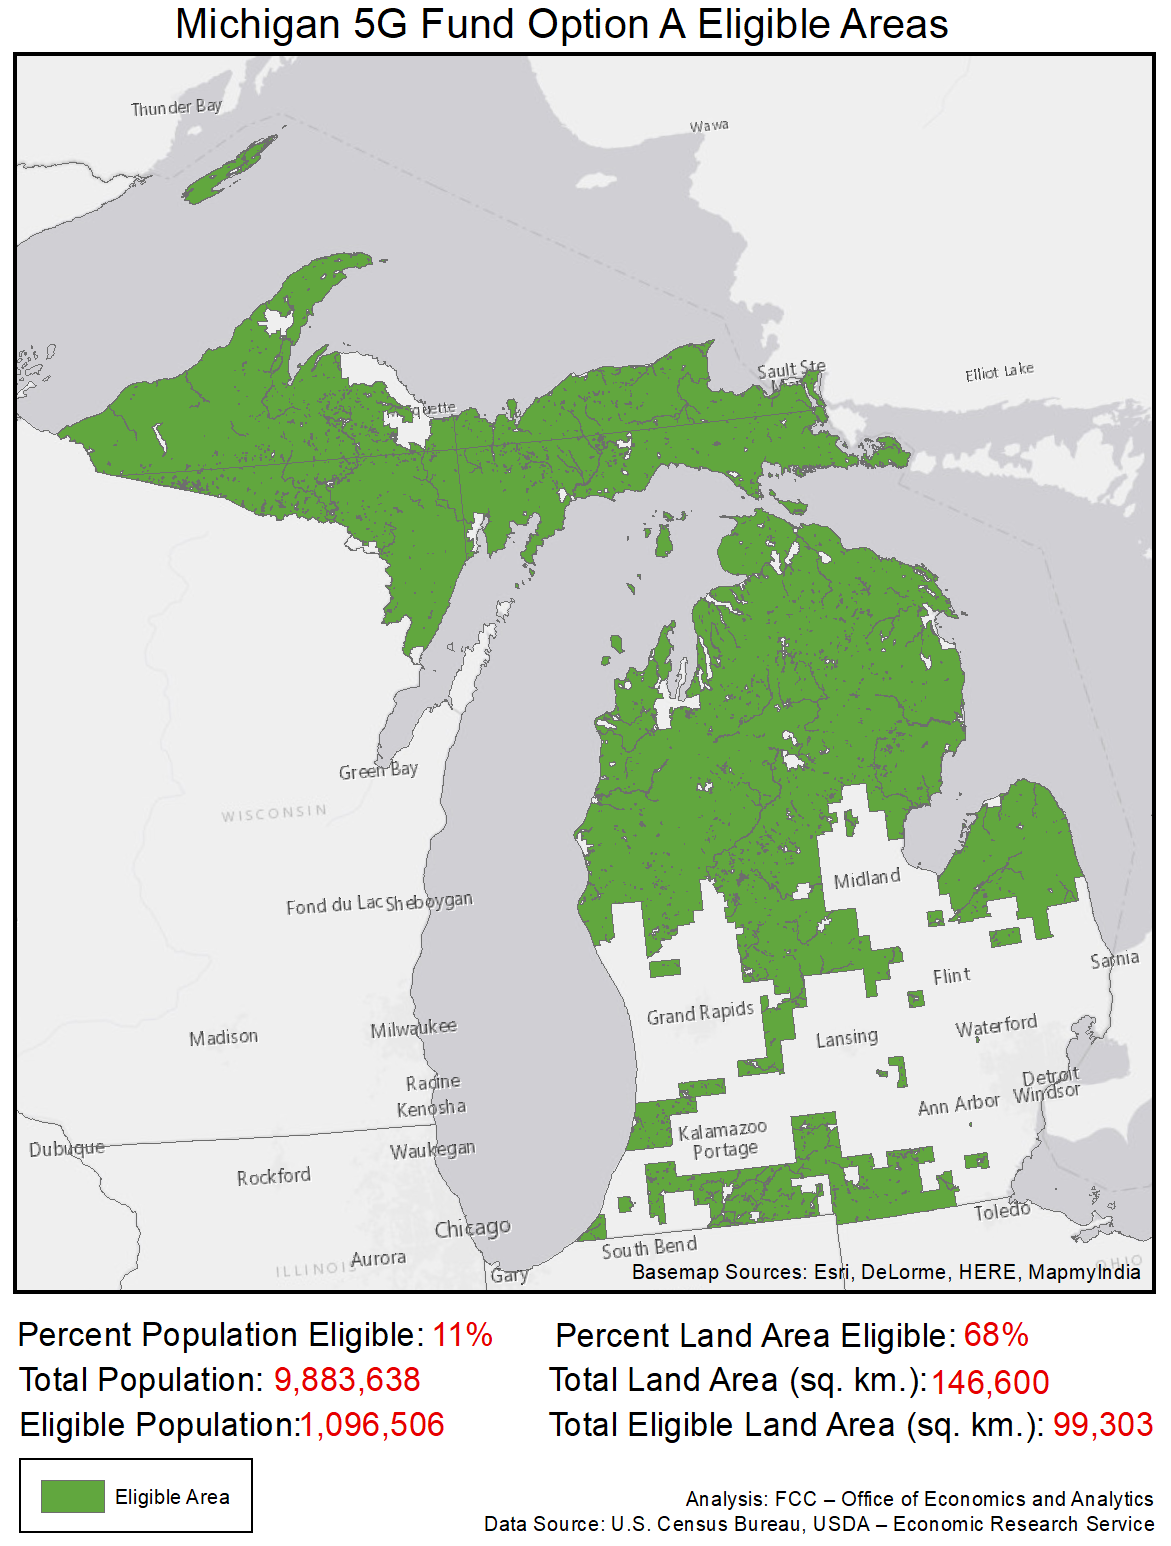 Michigan 5G Fund Option A Eligible Areas
Thunder Bay
Wawa
Sault Ste
Elliot Lake
Green Bay
WISCONSIN
Midland
Fond du Lac
Sheboygan
Sarnia
Flint
Grand Rapids
Madison
Milwaukee
Lansing
Waterford
Racine
Detroit
Windsor
Kenosha
Ann Arbor
Kalamazoo
Portage
Dubuque
Waukegan
Rockford
Toledo
Chicago
South Bend
Aurora
ILLINOIS
Gary
OHIO
Basemap Sources: Esri, DeLorme, HERE, MapmyIndia
Percent Population Eligible: 11%
Percent Land Area Eligible: 68%
Total Population: 9,883,638
Total Land Area (sq. km.): 146,600
Eligible Population: 1,096,506
Total Eligible Land Area (sq. km.): 99,303
Eligible Area
Analysis: FCC – Office of Economics and Analytics
Data Source: U.S. Census Bureau, USDA – Economic Research Service